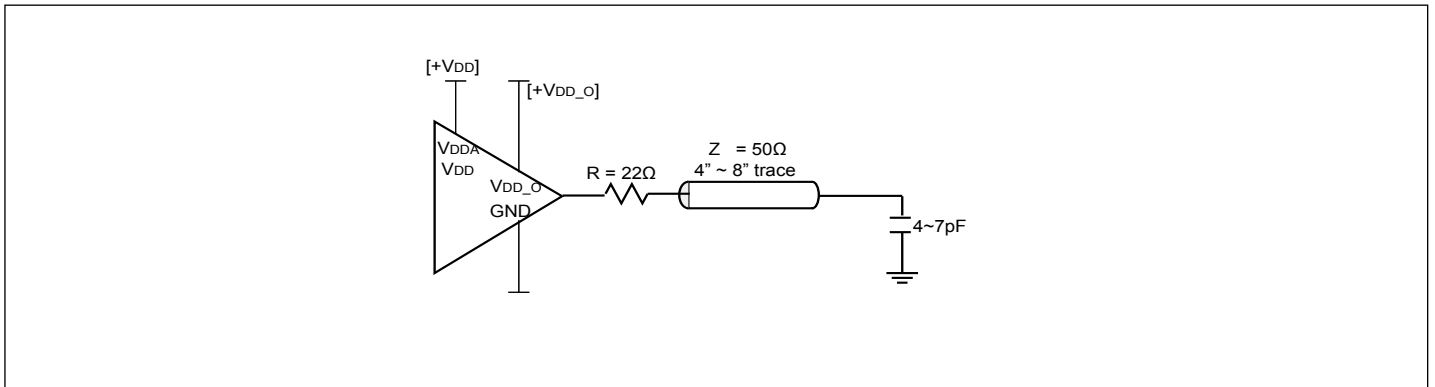 [+VDD]
[+VDD_O]
VDDA
VDD
VDD_O
GND
R = 22Ω
Z = 50Ω
4” ~ 8” trace
4~7pF